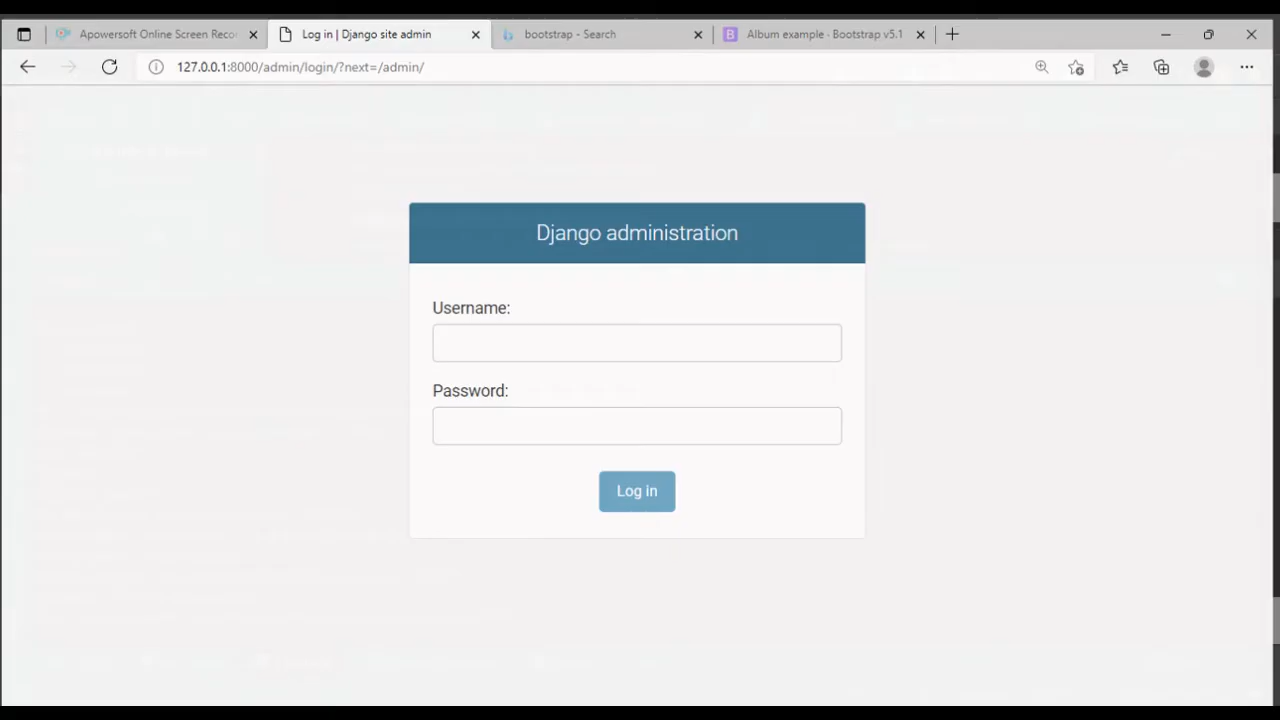 Apowersoft Online Screen Recor
Log in | Django site admin
bootstrap - Search
Album example · Bootstrap v5.1
127.0.0.1:8000/admin/login/?next=/admin/
Django administration
Username:
Password:
Log in